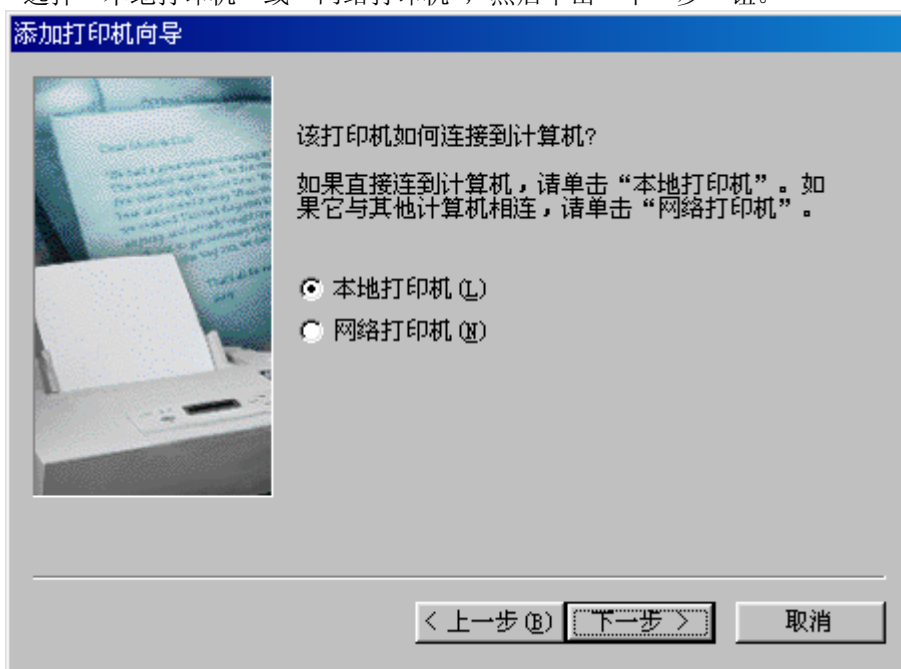 添加打印机向导
该打印机如何连接到计算机?
如果直接连到计算机，请单击“本地打印机”。如
果它与其他计算机相连，请单击“网络打印机”。
本地打印机(L)
网络打印机(N)
< 上一步(B) 下一步 > 取消